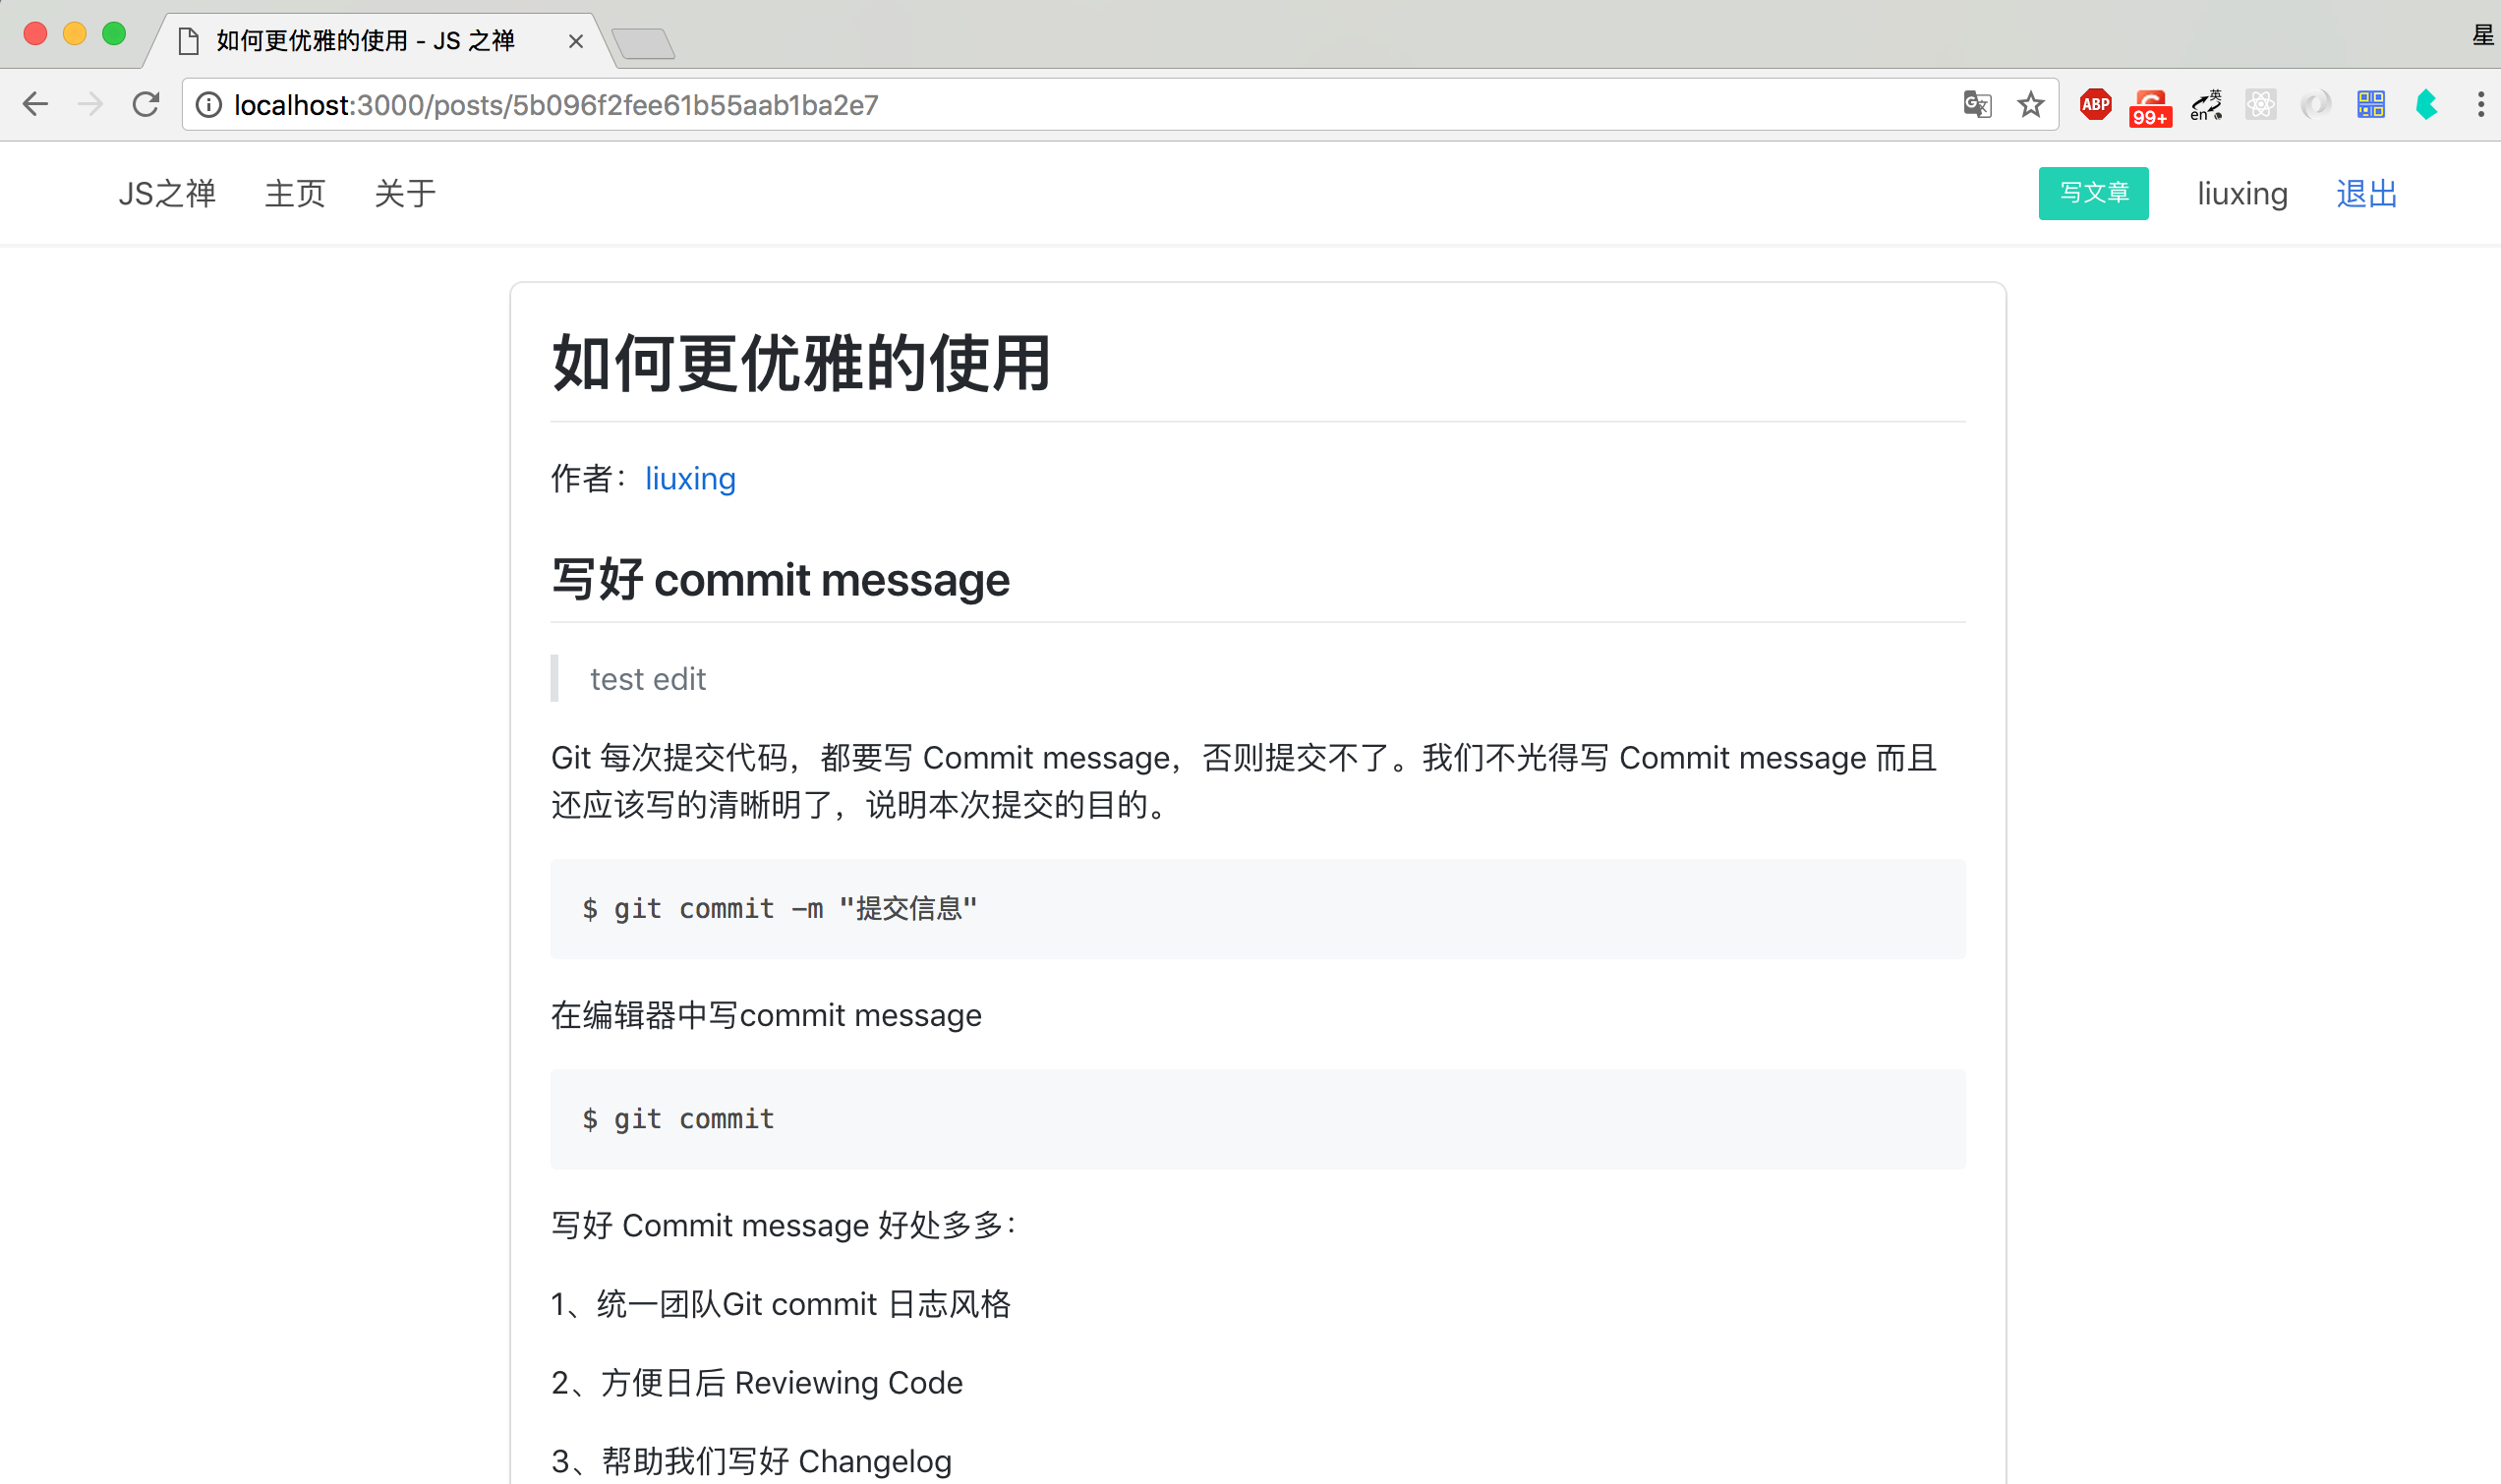 如何更优雅的使用 - JS 之禅
星
localhost:3000/posts/5b096f2fee61b55aab1ba2e7
ABP
99+
英
en
JS之禅 主页 关于 写文章 liuxing 退出
如何更优雅的使用
作者：liuxing
写好 commit message
test edit
Git 每次提交代码，都要写 Commit message，否则提交不了。我们不光得写 Commit message 而且
还应该写的清晰明了，说明本次提交的目的。
$ git commit -m "提交信息"
在编辑器中写commit message
$ git commit
写好 Commit message 好处多多：
1、统一团队Git commit 日志风格
2、方便日后 Reviewing Code
3、帮助我们写好 Changelog